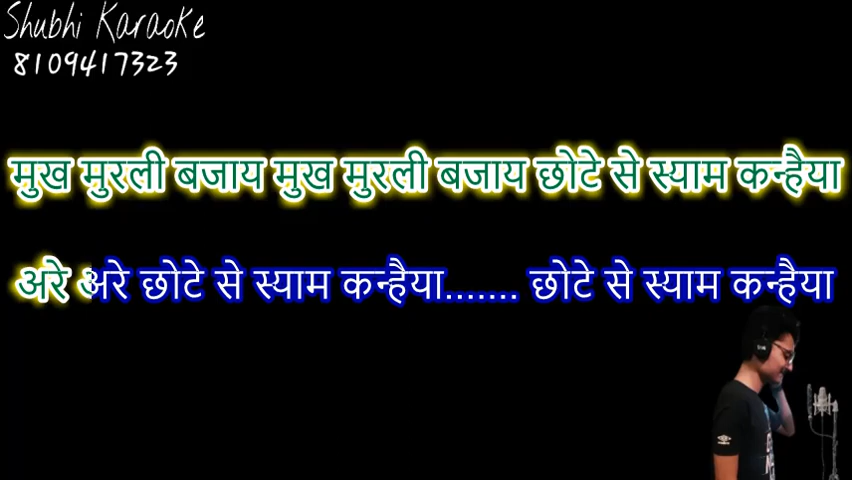 Shubhi Karaoke
8109417323
मुख मुरली बजाय मुख मुरली बजाय छोटे से स्याम कन्हैया
अरे अरे छोटे से स्याम कन्हैया....... छोटे से स्याम कन्हैया